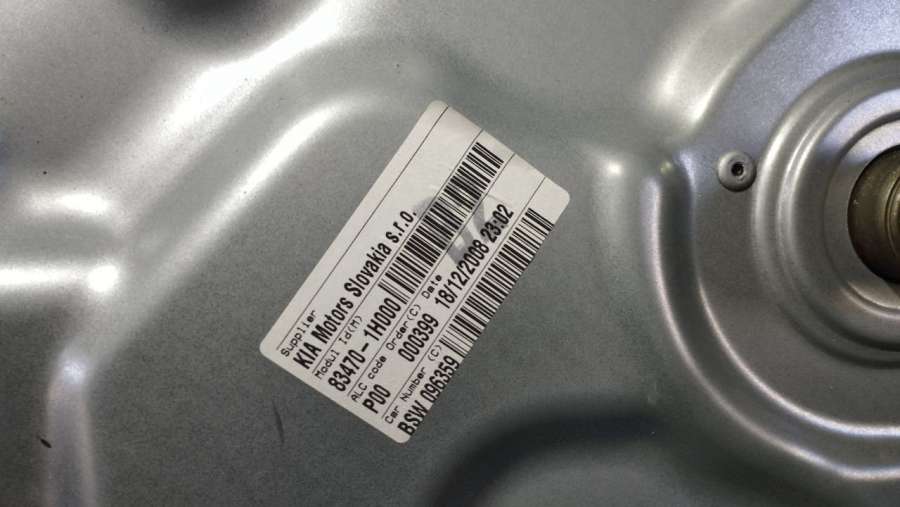 Supplier
KIA Motors Slovakia s.r.o.
Modul Id(M)
83470-1H000
ALC code Order(C) Date
P00 000399 18/12/2008 23:02
Car Number (C)
BSW 096359